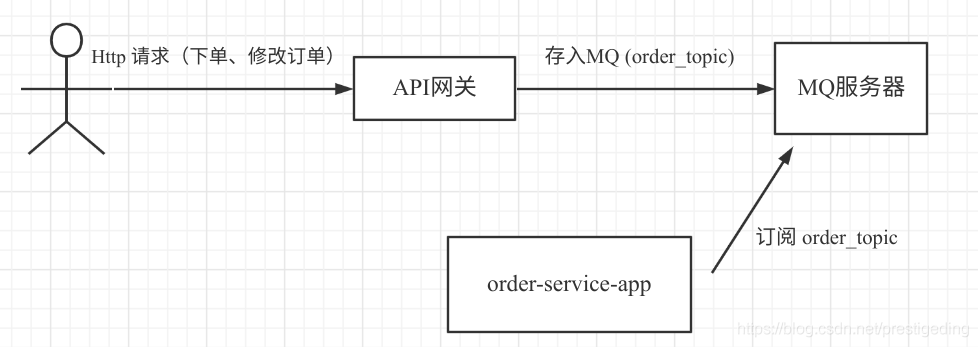 Http 请求（下单、修改订单）
API网关
存入MQ (order_topic)
MQ服务器
订阅 order_topic
order-service-app
https://blog.csdn.net/prestigeding